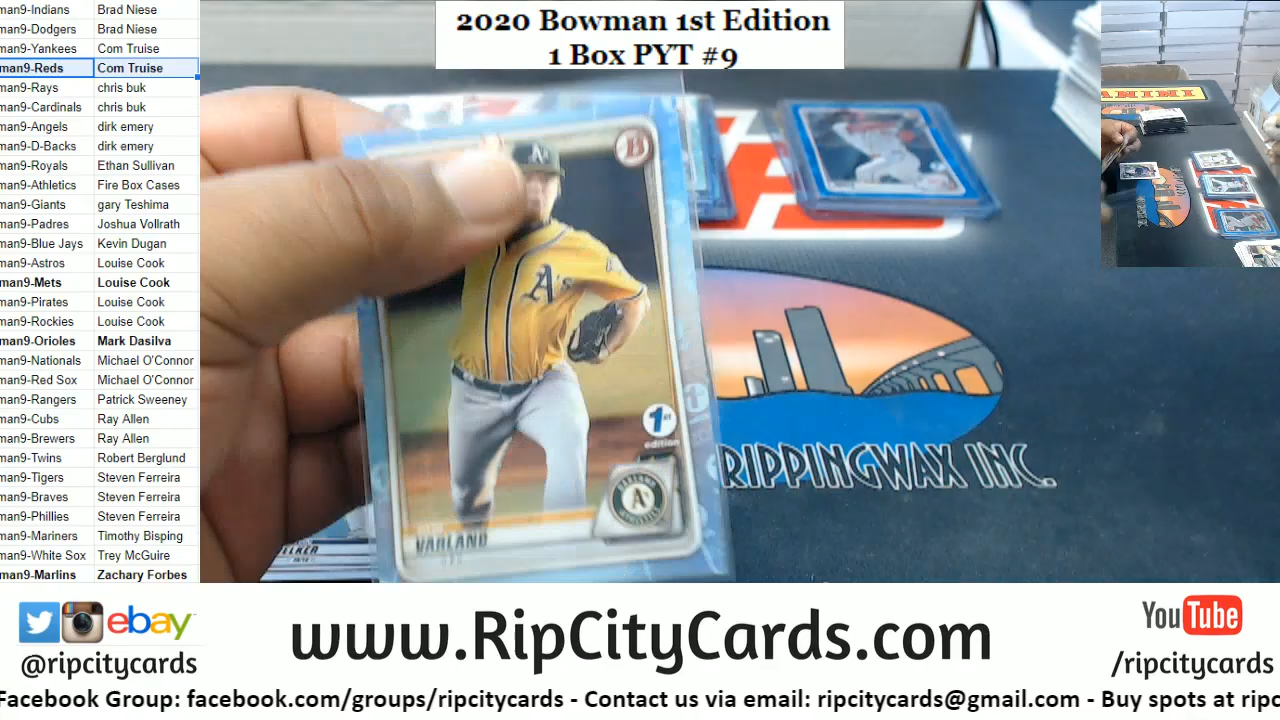 man9-Indians Brad Niese
man9-Dodgers Brad Niese
man9-Yankees Com Truise
man9-Reds Com Truise
man9-Rays chris buk
man9-Cardinals chris buk
man9-Angels dirk emery
man9-D-Backs dirk emery
man9-Royals Ethan Sullivan
man9-Athletics Fire Box Cases
man9-Giants gary Teshima
man9-Padres Joshua Vollrath
man9-Blue Jays Kevin Dugan
man9-Astros Louise Cook
man9-Mets Louise Cook
man9-Pirates Louise Cook
man9-Rockies Louise Cook
man9-Orioles Mark Dasilva
man9-Nationals Michael O'Connor
man9-Red Sox Michael O'Connor
man9-Rangers Patrick Sweeney
man9-Cubs Ray Allen
man9-Brewers Ray Allen
man9-Twins Robert Berglund
man9-Tigers Steven Ferreira
man9-Braves Steven Ferreira
man9-Phillies Steven Ferreira
man9-Mariners Timothy Bisping
man9-White Sox Trey McGuire
man9-Marlins Zachary Forbes
2020 Bowman 1st Edition
1 Box PYT #9
PANINI
B
A's
A's
1st
edition
A's
VARLAND
RIPPINGWAX INC.
ebay
@ripcitycards
www.RipCityCards.com
YouTube
/ripcitycards
Facebook Group: facebook.com/groups/ripcitycards - Contact us via email: ripcitycards@gmail.com - Buy spots at ripc